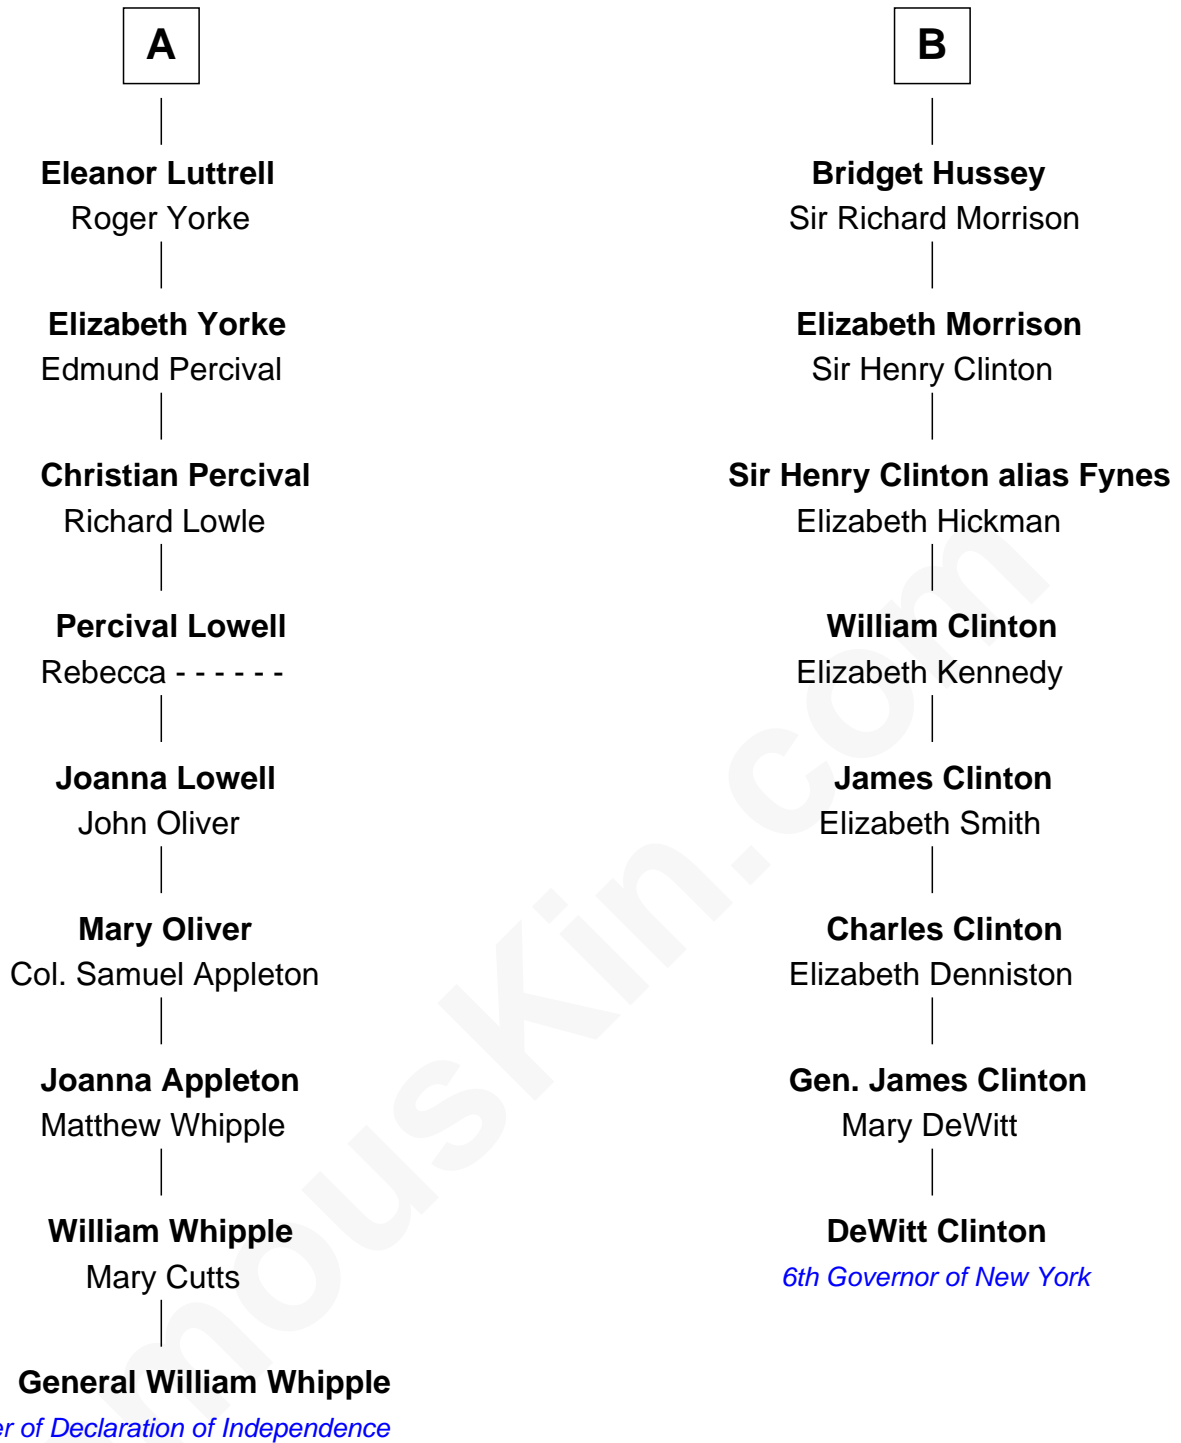 A
Eleanor Luttrell
Roger Yorke
Elizabeth Yorke
Edmund Percival
Christian Percival
Richard Lowle
Percival Lowell
Rebecca - - - - - -
Joanna Lowell
John Oliver
Mary Oliver
Col. Samuel Appleton
Joanna Appleton
Matthew Whipple
William Whipple
Mary Cutts
General William Whipple
of Declaration of Independence
B
Bridget Hussey
Sir Richard Morrison
Elizabeth Morrison
Sir Henry Clinton
Sir Henry Clinton alias Fynes
Elizabeth Hickman
William Clinton
Elizabeth Kennedy
James Clinton
Elizabeth Smith
Charles Clinton
Elizabeth Denniston
Gen. James Clinton
Mary DeWitt
DeWitt Clinton
6th Governor of New York
mouskin.com